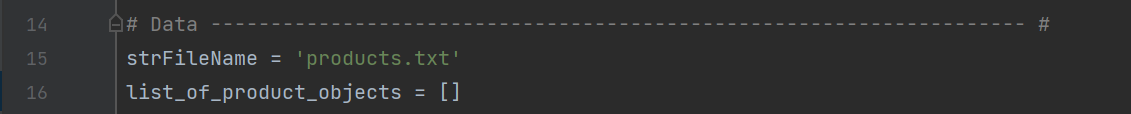 14 # Data -------------------------------------------------------------------- #
15 strFileName = 'products.txt'
16 list_of_product_objects = []